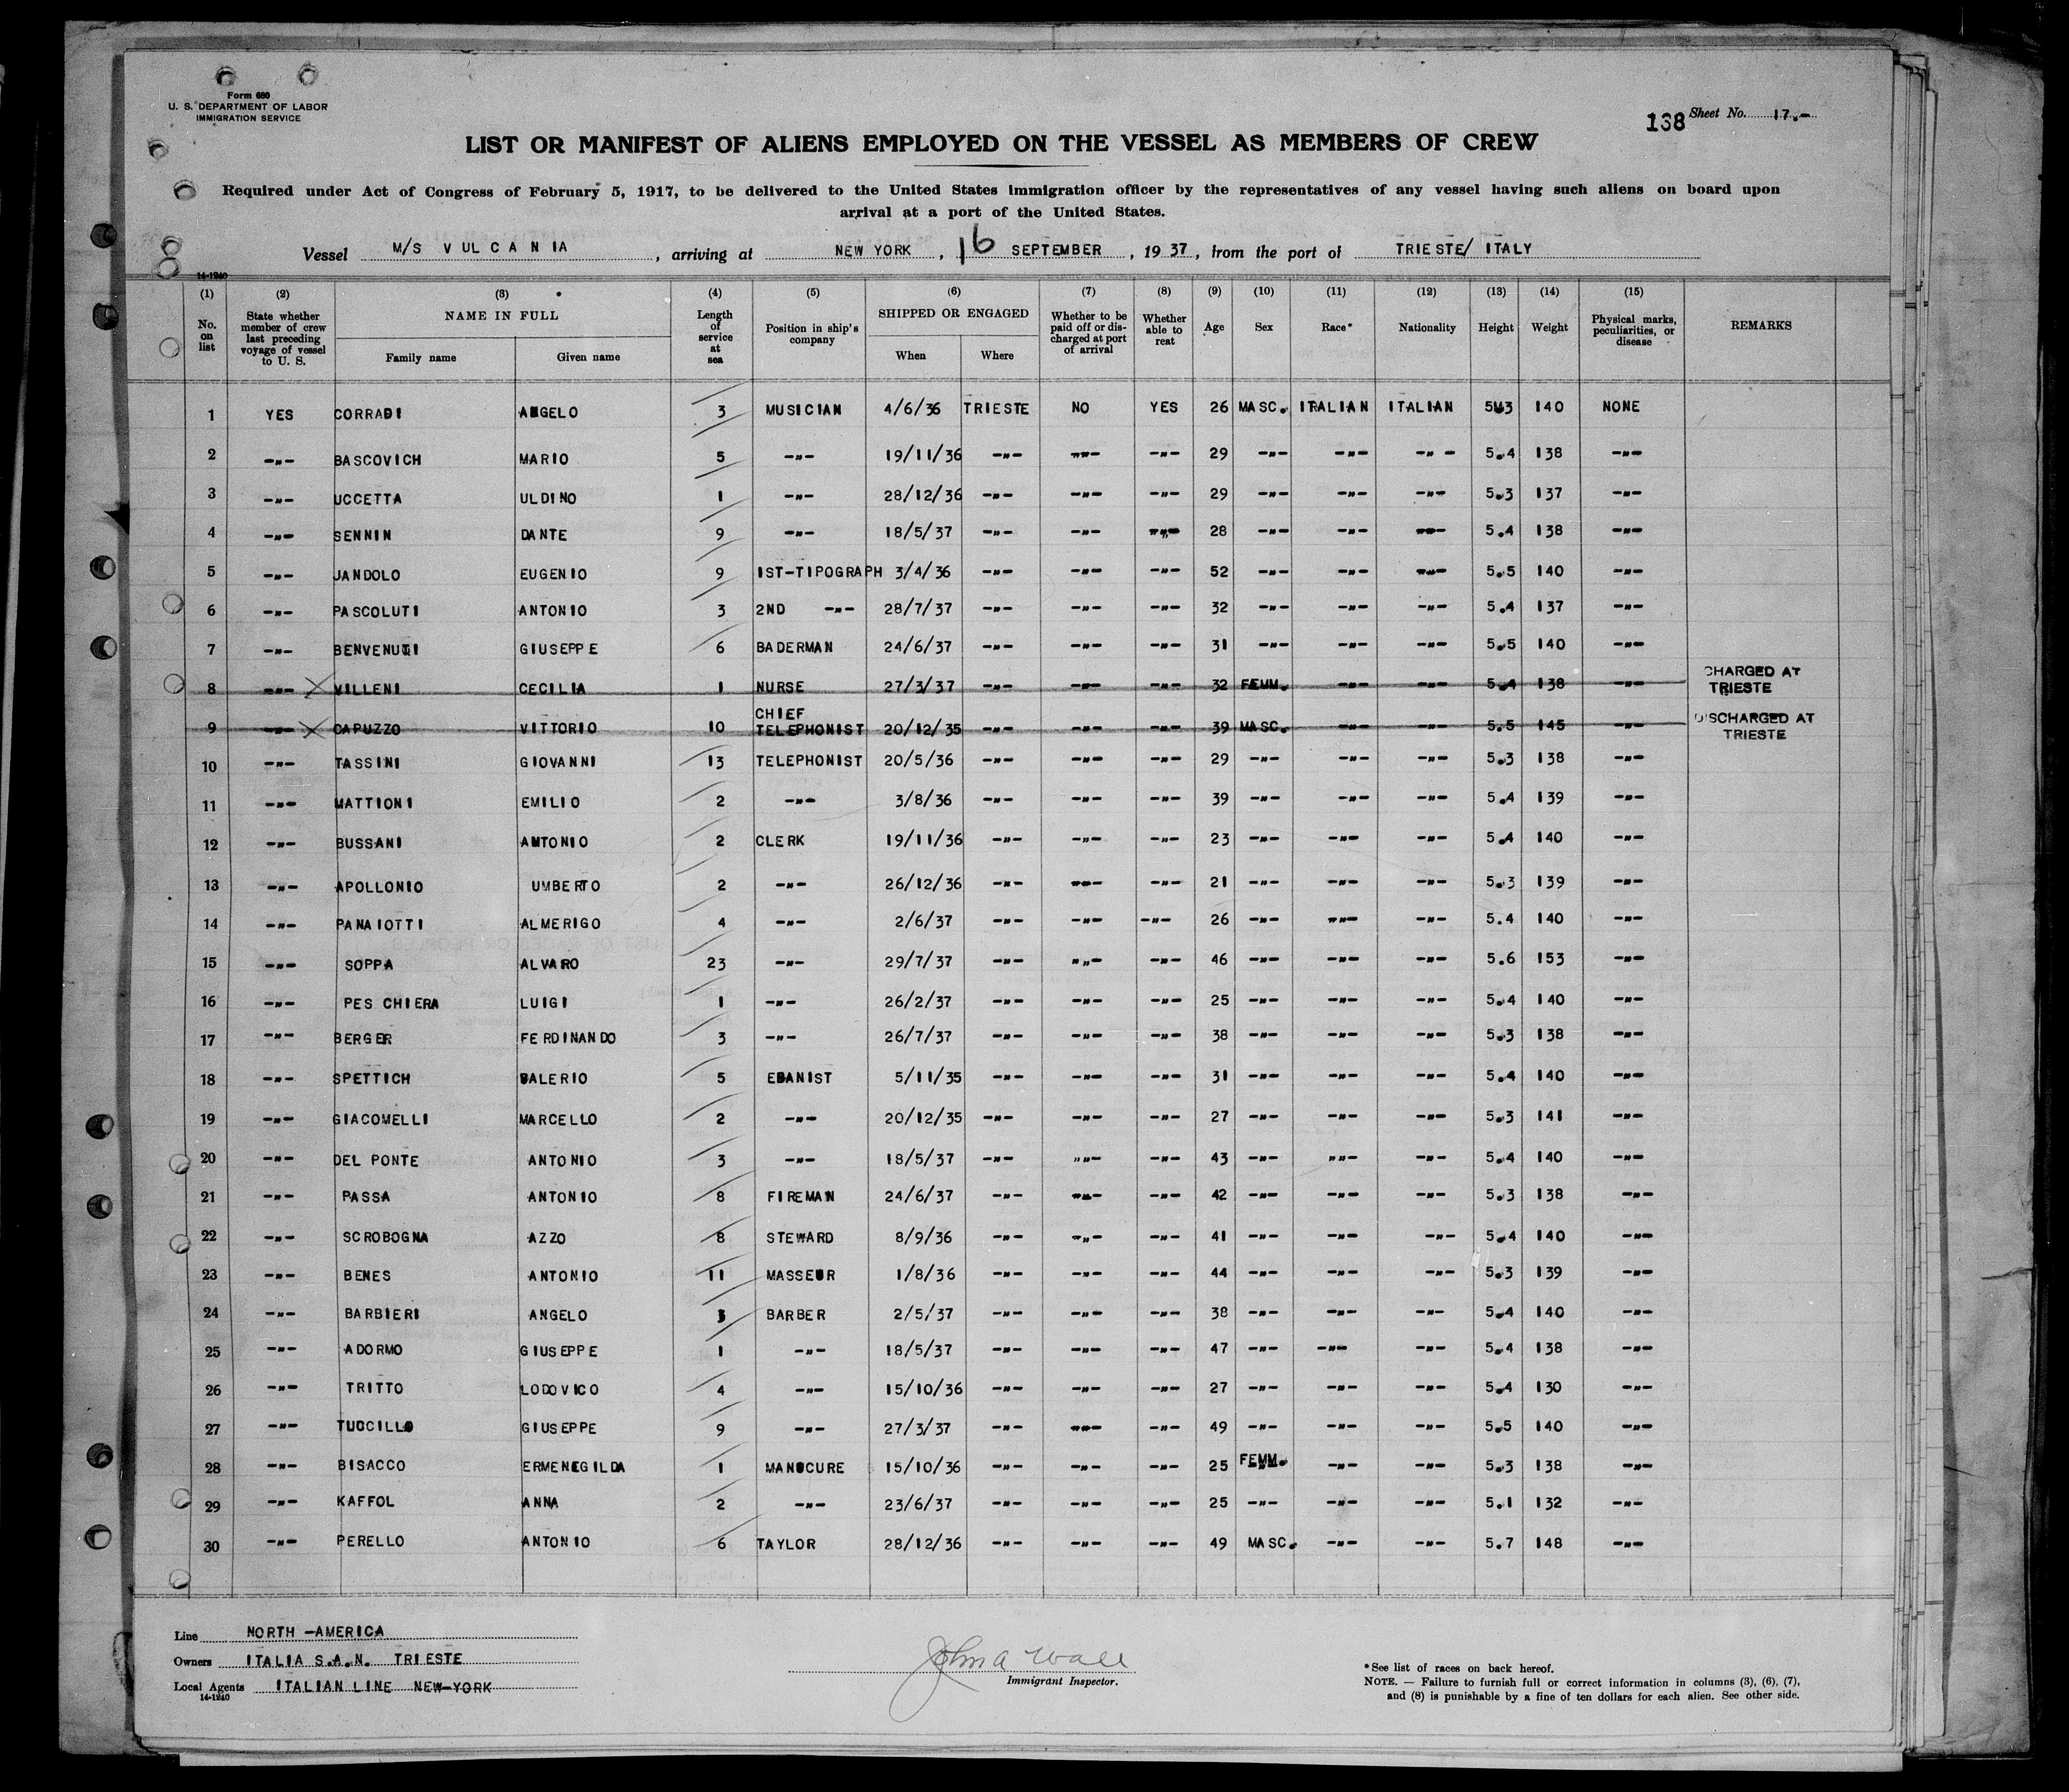 Form 680
U. S. DEPARTMENT OF LABOR
IMMIGRATION SERVICE
138 Sheet No. 17.-
LIST OR MANIFEST OF ALIENS EMPLOYED ON THE VESSEL AS MEMBERS OF CREW
Required under Act of Congress of February 5, 1917, to be delivered to the United States immigration officer by the representatives of any vessel having such aliens on board upon
arrival at a port of the United States.
Vessel M/S VULCANIA, arriving at NEW YORK, 16 SEPTEMBER, 1937, from the port of TRIESTE/ ITALY
14-1240
(1) (2) (3) (4) (5) (6) (7) (8) (9) (10) (11) (12) (13) (14) (15)
No. on list | State whether member of crew last preceding voyage of vessel to U. S. | NAME IN FULL Family name Given name | Length of service at sea | Position in ship's company | SHIPPED OR ENGAGED When Where | Whether to be paid off or discharged at port of arrival | Whether able to reat | Age | Sex | Race* | Nationality | Height | Weight | Physical marks, peculiarities, or disease | REMARKS
1 YES CORRADI ANGELO 3 MUSICIAN 4/6/36 TRIESTE NO YES 26 MASC. ITALIAN ITALIAN 5.3 140 NONE
2 -"- BASCOVICH MARIO 5 -"- 19/11/36 -"- -"- -"- 29 -"- -"- -"- 5.4 138 -"-
3 -"- UCCETTA ULDINO 1 -"- 28/12/36 -"- -"- -"- 29 -"- -"- -"- 5.3 137 -"-
4 -"- SENNIN DANTE 9 -"- 18/5/37 -"- -"- -"- 28 -"- -"- -"- 5.4 138 -"-
5 -"- JANDOLO EUGENIO 9 1ST-TIPOGRAPH 3/4/36 -"- -"- -"- 52 -"- -"- -"- 5.5 140 -"-
6 -"- PASCOLUTI ANTONIO 3 2ND -"- 28/7/37 -"- -"- -"- 32 -"- -"- -"- 5.4 137 -"-
7 -"- BENVENUTI GIUSEPPE 6 BADERMAN 24/6/37 -"- -"- -"- 31 -"- -"- -"- 5.5 140 -"-
8 -"- VILLENI CECILIA 1 NURSE 27/3/37 -"- -"- -"- 32 FEMM. -"- -"- 5.4 138 -"- CHARGED AT TRIESTE
9 -"- CAPUZZO VITTORIO 10 CHIEF TELEPHONIST 20/12/35 -"- -"- -"- 39 MASC. -"- -"- 5.5 145 -"- DISCHARGED AT TRIESTE
10 -"- TASSINI GIOVANNI 13 TELEPHONIST 20/5/36 -"- -"- -"- 29 -"- -"- -"- 5.3 138 -"-
11 -"- MATTIONI EMILIO 2 -"- 3/8/36 -"- -"- -"- 39 -"- -"- -"- 5.4 139 -"-
12 -"- BUSSANI ANTONIO 2 CLERK 19/11/36 -"- -"- -"- 23 -"- -"- -"- 5.4 140 -"-
13 -"- APOLLONIO UMBERTO 2 -"- 26/12/36 -"- -"- -"- 21 -"- -"- -"- 5.3 139 -"-
14 -"- PANAIOTTI ALMERIGO 4 -"- 2/6/37 -"- -"- -"- 26 -"- -"- -"- 5.4 140 -"-
15 -"- SOPPA ALVARO 23 -"- 29/7/37 -"- -"- -"- 46 -"- -"- -"- 5.6 153 -"-
16 -"- PES CHIERA LUIGI 1 -"- 26/2/37 -"- -"- -"- 25 -"- -"- -"- 5.4 140 -"-
17 -"- BERGER FERDINANDO 3 -"- 26/7/37 -"- -"- -"- 38 -"- -"- -"- 5.3 138 -"-
18 -"- SPETTICH VALERIO 5 EBANIST 5/11/35 -"- -"- -"- 31 -"- -"- -"- 5.4 140 -"-
19 -"- GIACOMELLI MARCELLO 2 -"- 20/12/35 -"- -"- -"- 27 -"- -"- -"- 5.3 141 -"-
20 -"- DEL PONTE ANTONIO 3 -"- 18/5/37 -"- -"- -"- 43 -"- -"- -"- 5.4 140 -"-
21 -"- PASSA ANTONIO 8 FIREMAN 24/6/37 -"- -"- -"- 42 -"- -"- -"- 5.3 138 -"-
22 -"- SCROBOGNA AZZO 8 STEWARD 8/9/36 -"- -"- -"- 41 -"- -"- -"- 5.4 140 -"-
23 -"- BENES ANTONIO 11 MASSEUR 1/8/36 -"- -"- -"- 44 -"- -"- -"- 5.3 139 -"-
24 -"- BARBIERI ANGELO 3 BARBER 2/5/37 -"- -"- -"- 38 -"- -"- -"- 5.4 140 -"-
25 -"- ADORMO GIUSEPPE 1 -"- 18/5/37 -"- -"- -"- 47 -"- -"- -"- 5.4 138 -"-
26 -"- TRITTO LODOVICO 4 -"- 15/10/36 -"- -"- -"- 27 -"- -"- -"- 5.4 130 -"-
27 -"- TUCCILLO GIUSEPPE 9 -"- 27/3/37 -"- -"- -"- 49 -"- -"- -"- 5.5 140 -"-
28 -"- BISACCO ERMENEGILDA 1 MANUCURE 15/10/36 -"- -"- -"- 25 FEMM. -"- -"- 5.3 138 -"-
29 -"- KAFFOL ANNA 2 -"- 23/6/37 -"- -"- -"- 25 -"- -"- -"- 5.1 132 -"-
30 -"- PERELLO ANTONIO 6 TAYLOR 28/12/36 -"- -"- -"- 49 MASC. -"- -"- 5.7 148 -"-
Line NORTH -AMERICA
Owners ITALIA S.A.N. TRIESTE
Local Agents ITALIAN LINE NEW-YORK
14-1240
John A Wall
Immigrant Inspector.
*See list of races on back hereof.
NOTE. — Failure to furnish full or correct information in columns (3), (6), (7),
and (8) is punishable by a fine of ten dollars for each alien. See other side.